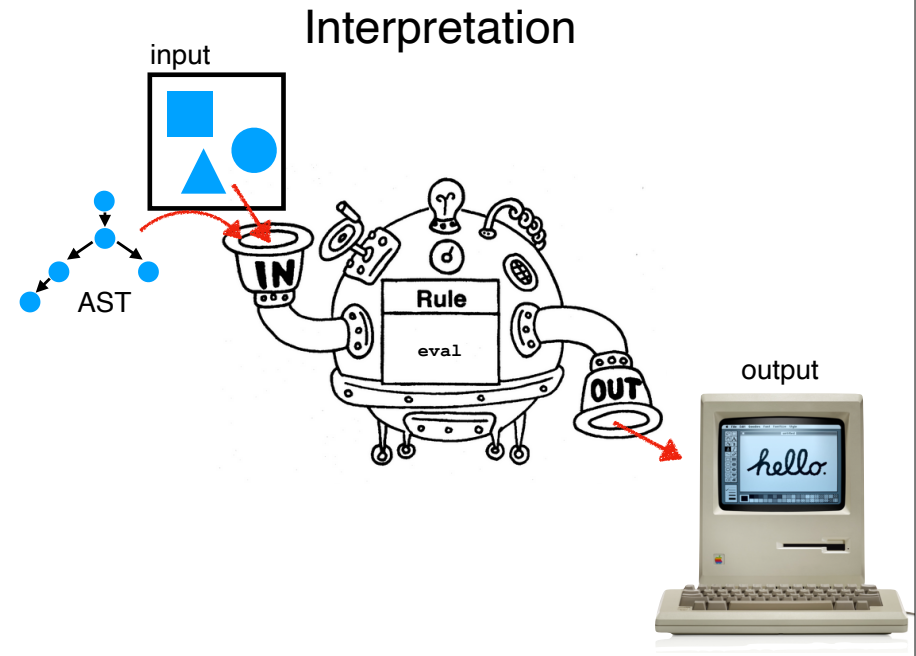 Interpretation
input
AST
IN
Rule
eval
OUT
output
hello.